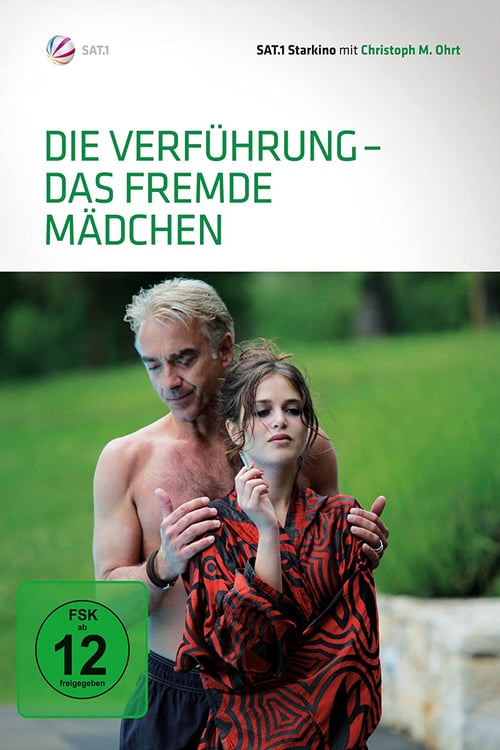 SAT.1
SAT.1 Starkino mit Christoph M. Ohrt
DIE VERFÜHRUNG –
DAS FREMDE
MÄDCHEN
FSK
ab
12
freigegeben